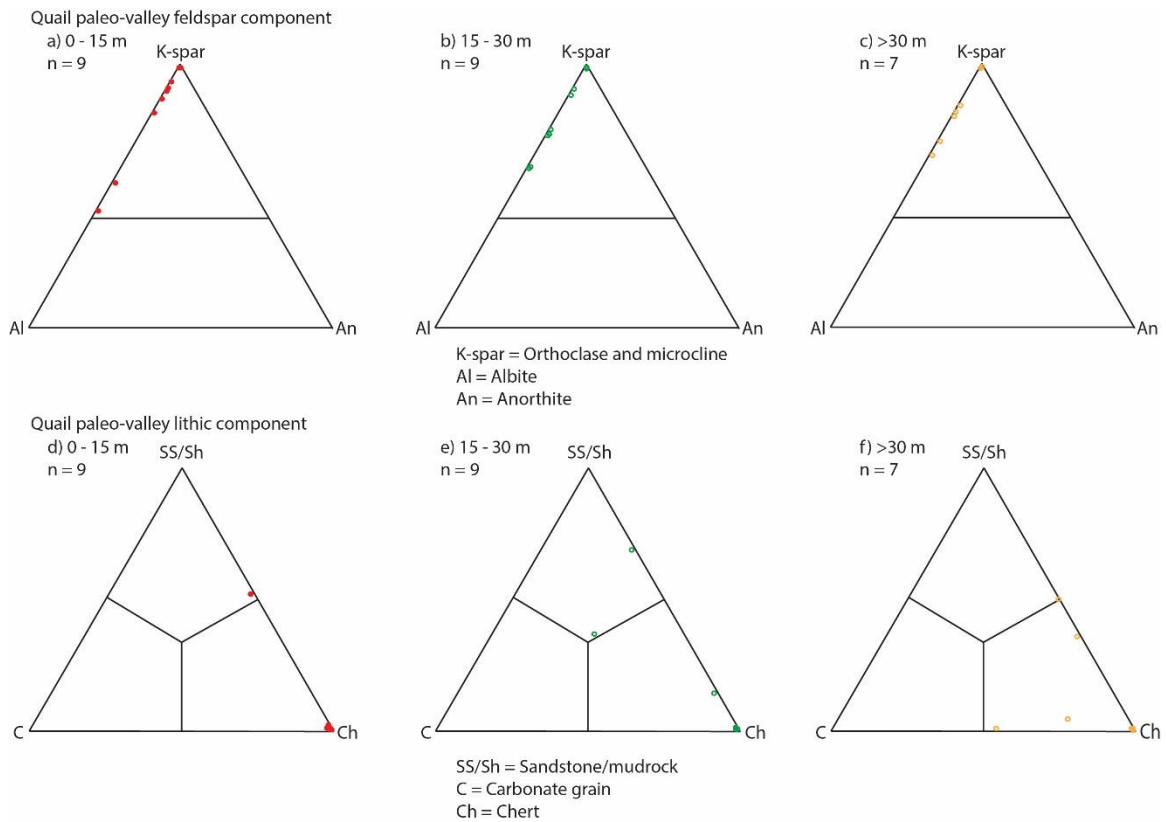 Quail paleo-valley feldspar component
a) 0 - 15 m
n = 9
K-spar
Al
An
b) 15 - 30 m
n = 9
K-spar
Al
An
c) >30 m
n = 7
K-spar
Al
An
K-spar = Orthoclase and microcline
Al = Albite
An = Anorthite
Quail paleo-valley lithic component
d) 0 - 15 m
n = 9
SS/Sh
C
Ch
e) 15 - 30 m
n = 9
SS/Sh
C
Ch
f) >30 m
n = 7
SS/Sh
C
Ch
SS/Sh = Sandstone/mudrock
C = Carbonate grain
Ch = Chert